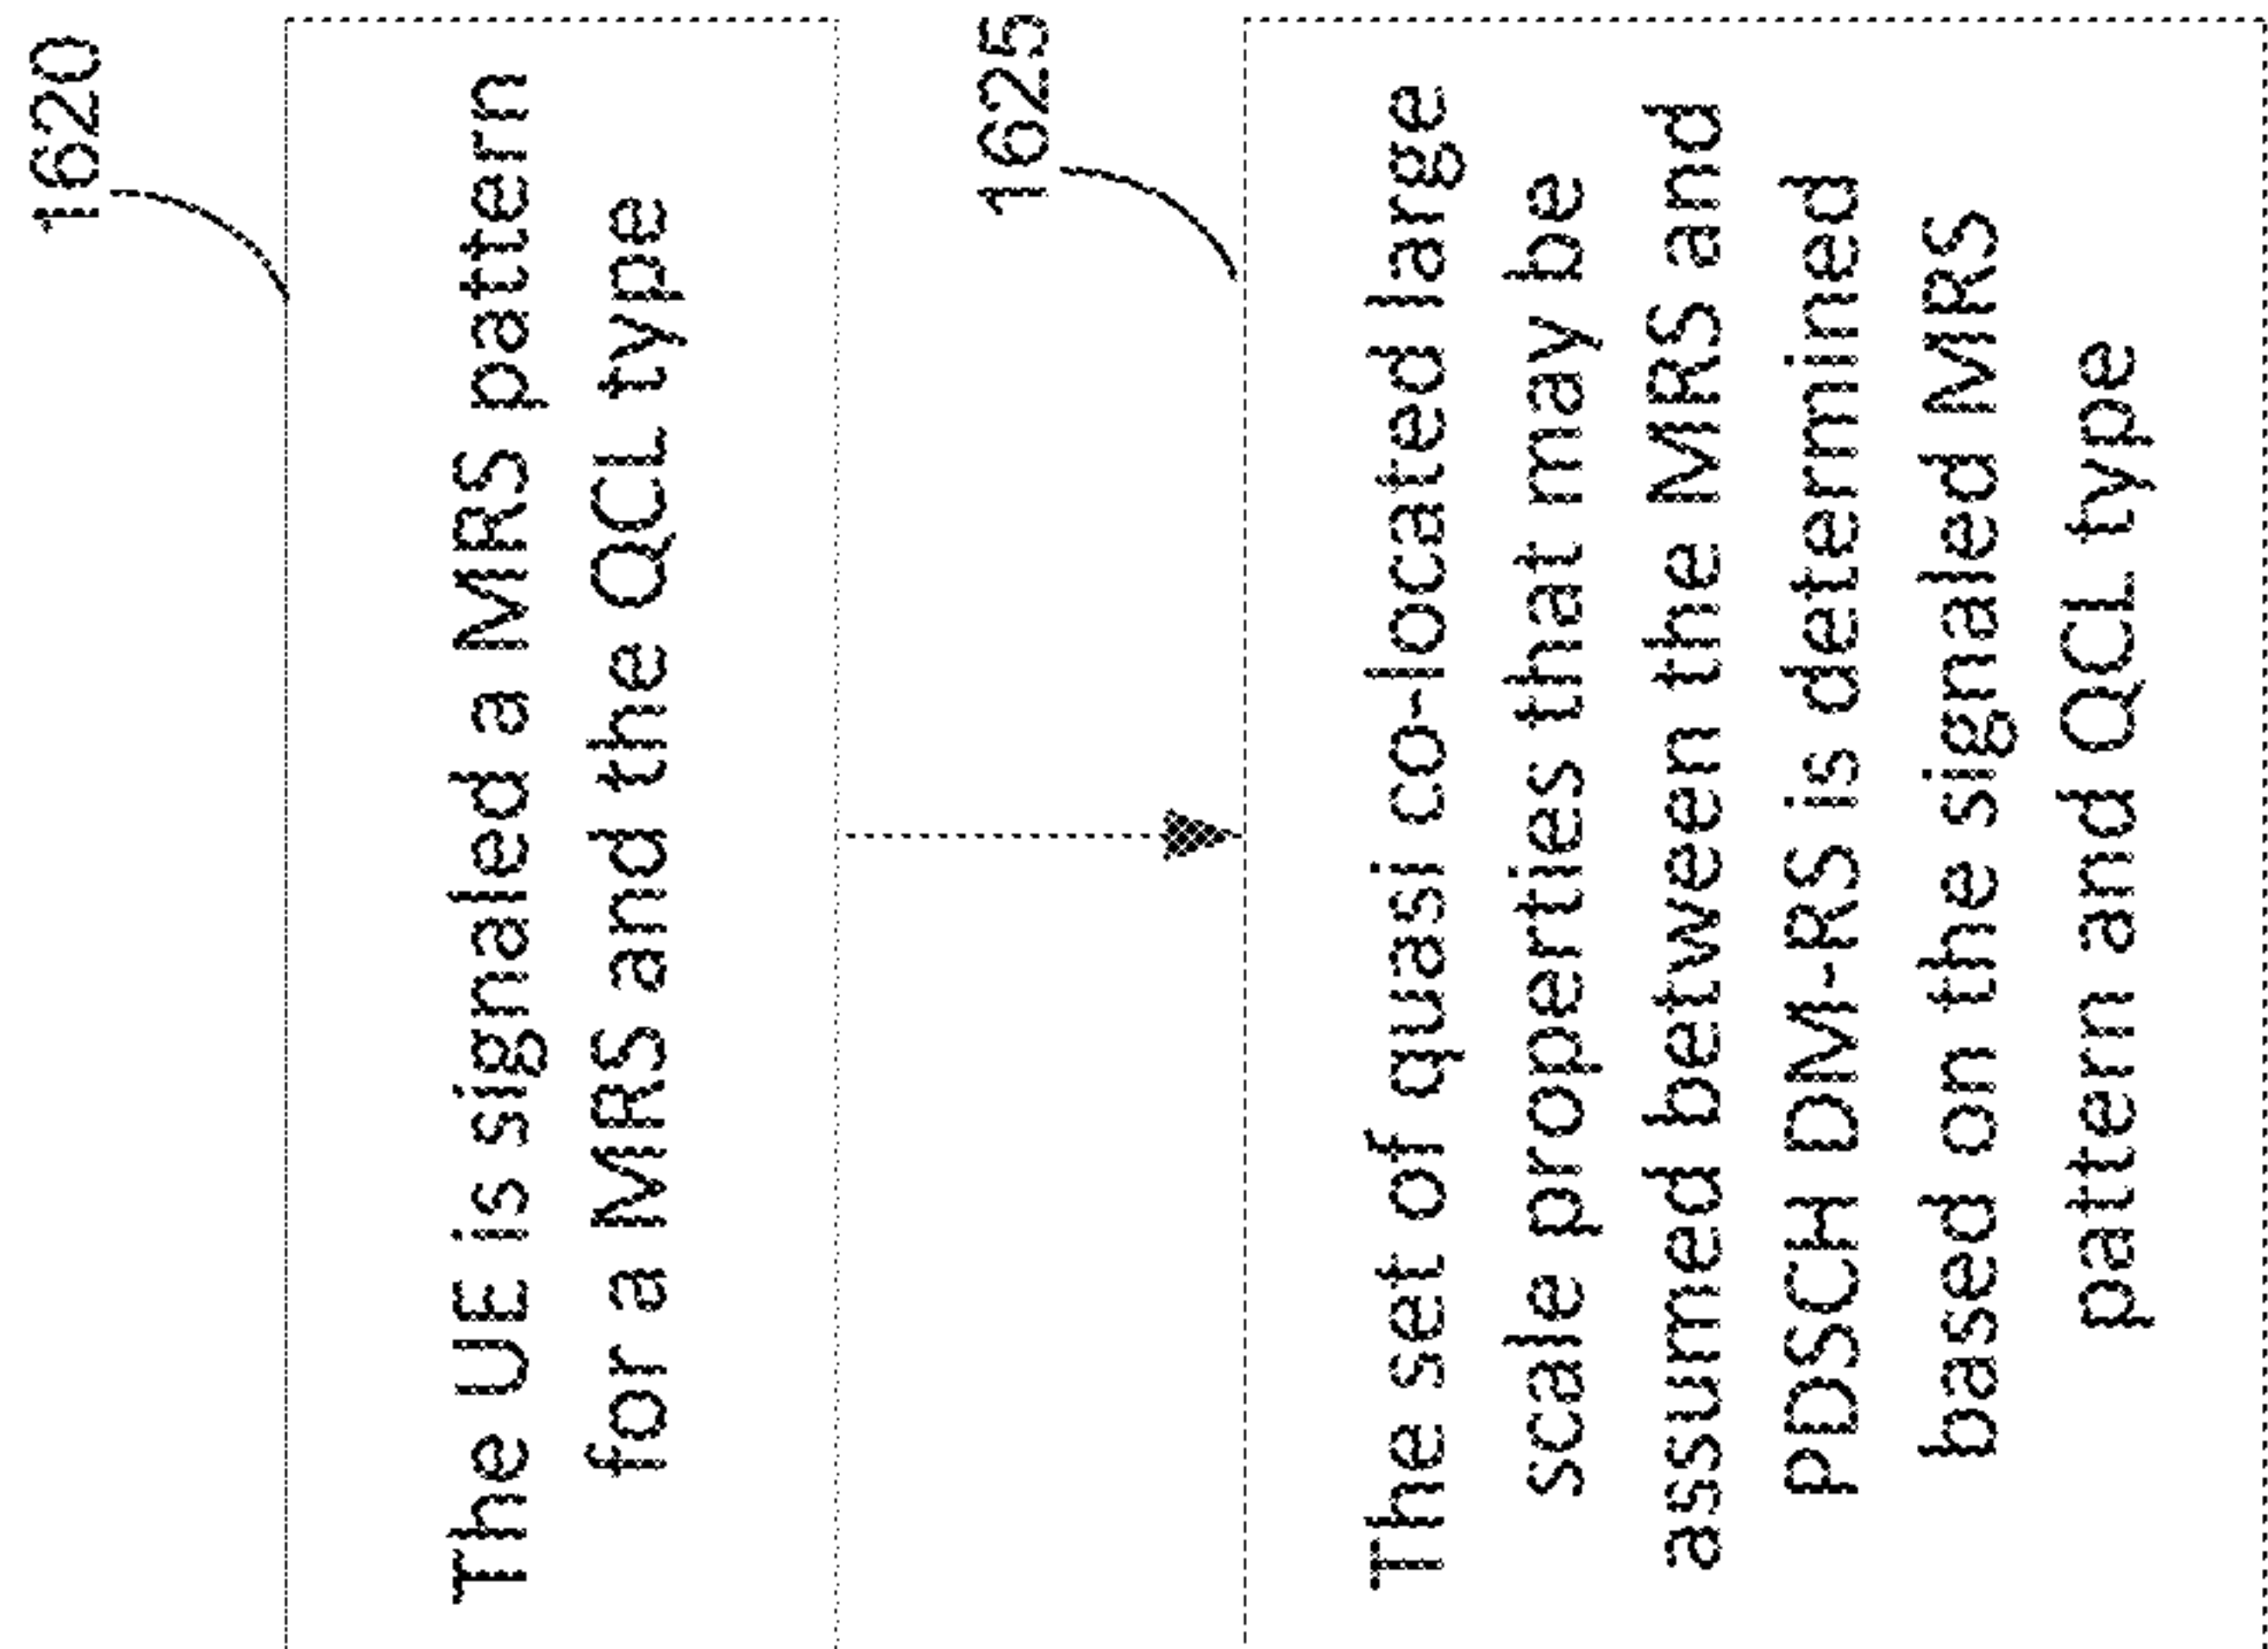 1620
The UE is signaled a MRS pattern
for a MRS and the QCL type
1625
The set of quasi co-located large
scale properties that may be
assumed between the MRS and
PDSCH DM-RS is determined
based on the signaled MRS
pattern and QCL type